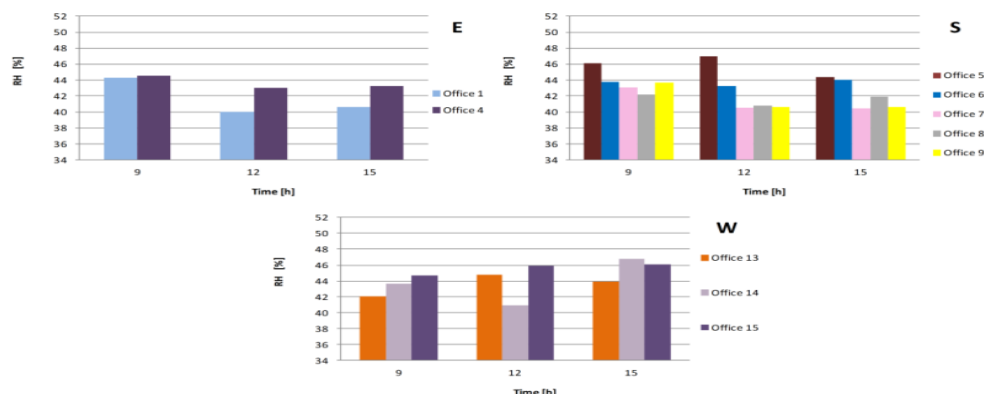 E
52
50
48
46
44
42
40
38
36
34
RH [%]
9 12 15
Time [h]
Office 1
Office 4
S
52
50
48
46
44
42
40
38
36
34
RH [%]
9 12 15
Time [h]
Office 5
Office 6
Office 7
Office 8
Office 9
W
52
50
48
46
44
42
40
38
36
34
RH [%]
9 12 15
Time [h]
Office 13
Office 14
Office 15